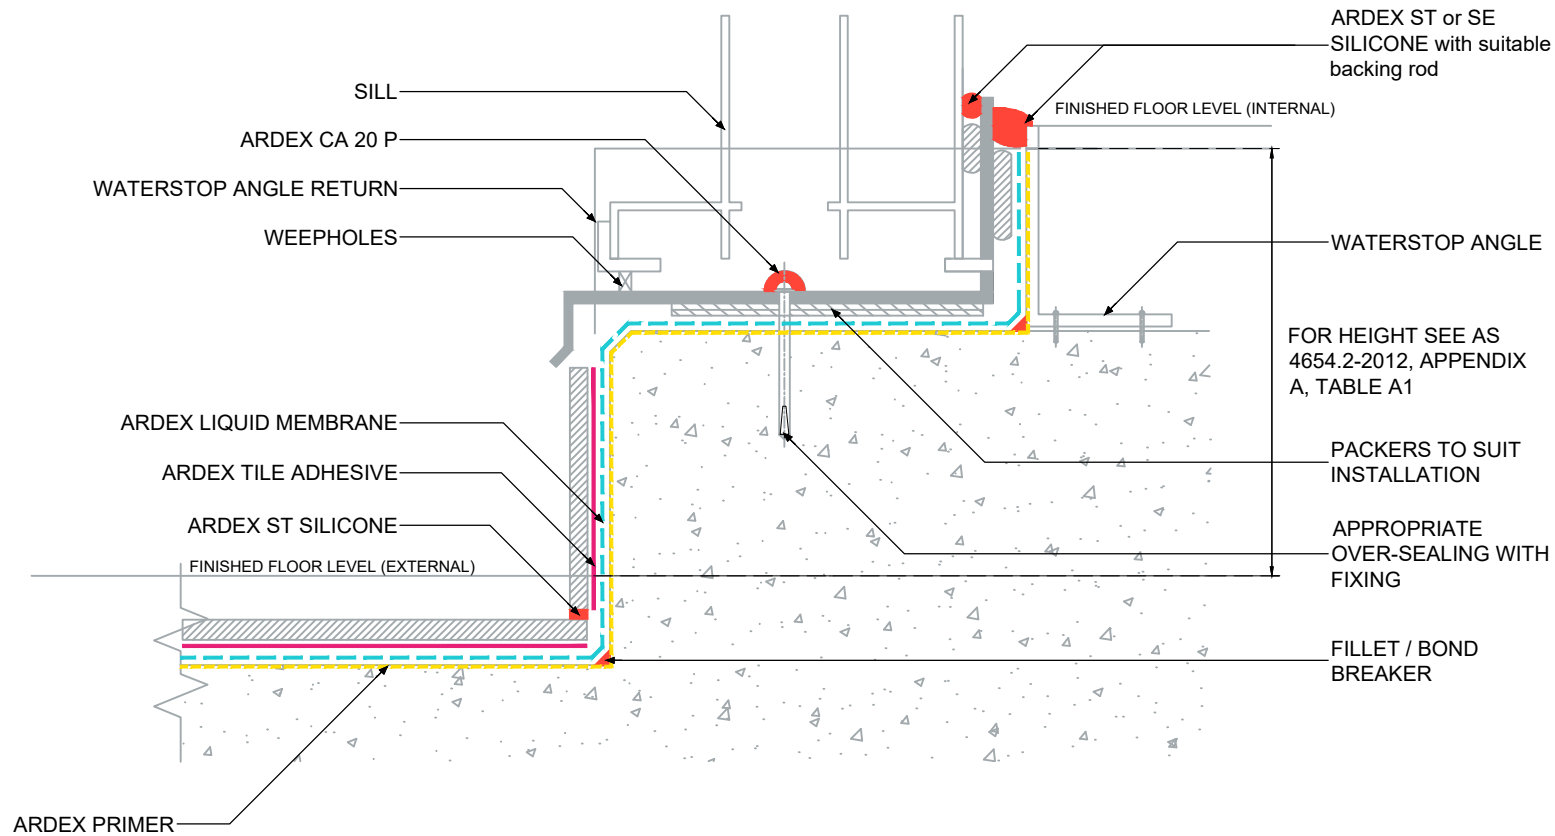 ARDEX ST or SE
SILICONE with suitable
backing rod
SILL
FINISHED FLOOR LEVEL (INTERNAL)
ARDEX CA 20 P
WATERSTOP ANGLE RETURN
WEEPHOLES
WATERSTOP ANGLE
FOR HEIGHT SEE AS
4654.2-2012, APPENDIX
A, TABLE A1
ARDEX LIQUID MEMBRANE
PACKERS TO SUIT
INSTALLATION
ARDEX TILE ADHESIVE
ARDEX ST SILICONE
APPROPRIATE
OVER-SEALING WITH
FIXING
FINISHED FLOOR LEVEL (EXTERNAL)
FILLET / BOND
BREAKER
ARDEX PRIMER